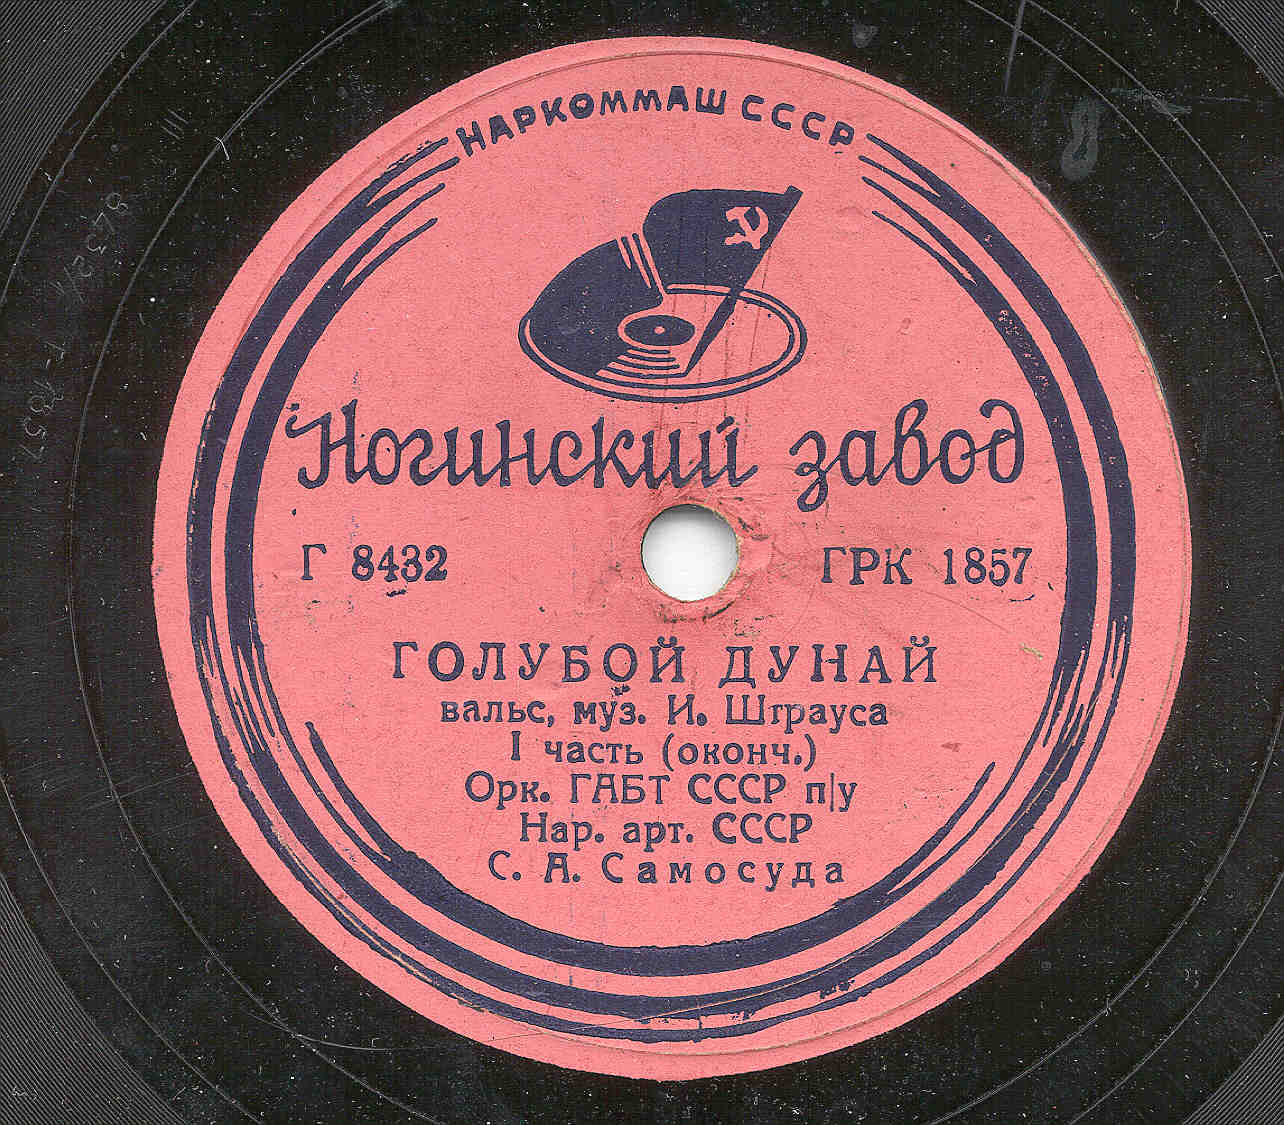 НАРКОММАШ СССР
Ногинский завод
Г 8432 ГРК 1857
ГОЛУБОЙ ДУНАЙ
вальс, муз. И. Штрауса
I часть (оконч.)
Орк. ГАБТ СССР п/у
Нар. арт. СССР
С. А. Самосуда